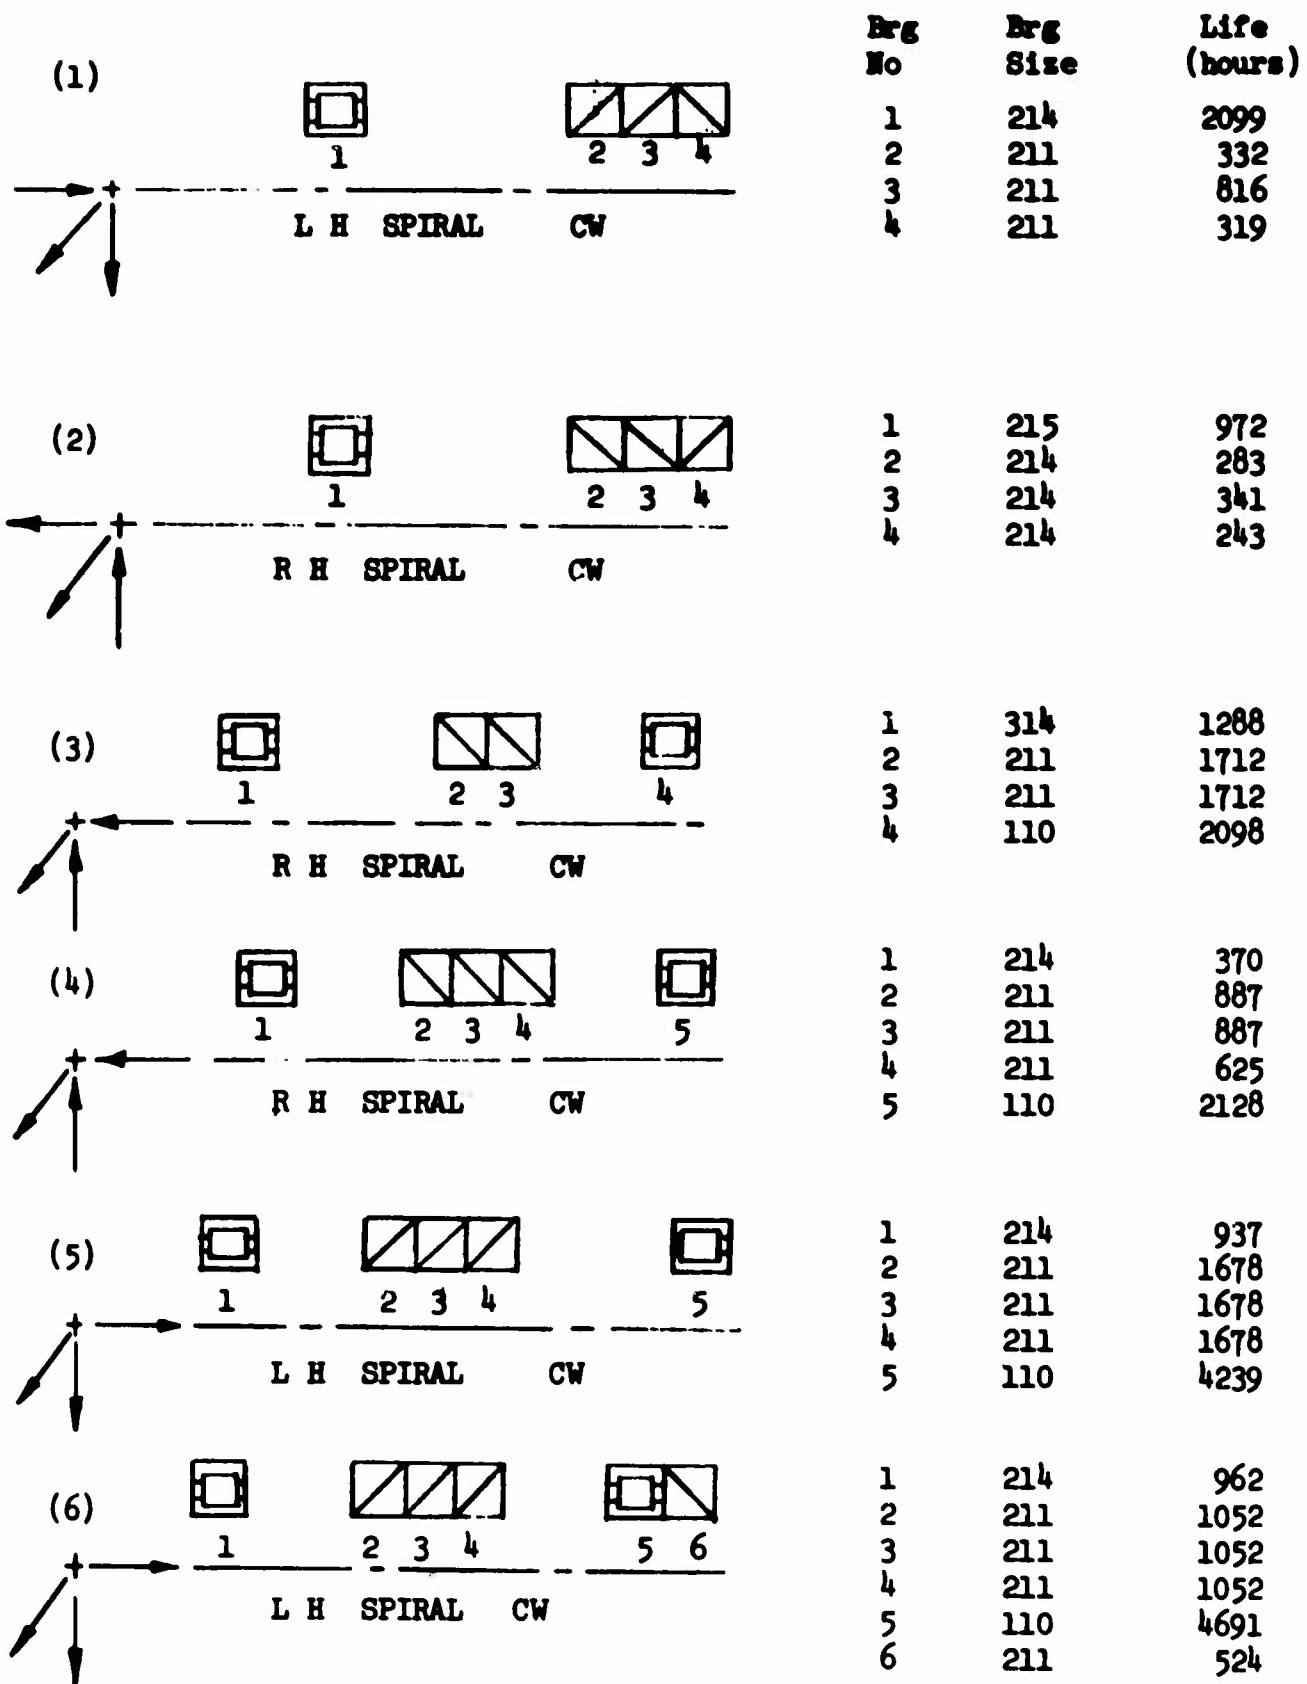 Brg Brg Life
No Size (hours)
(1)
1 214 2099
1 2 3 4
2 211 332
3 211 816
L H SPIRAL CW
4 211 319
(2)
1 215 972
2 214 283
1 2 3 4
3 214 341
4 214 243
R H SPIRAL CW
(3)
1 314 1288
2 211 1712
1 2 3 4
3 211 1712
4 110 2098
R H SPIRAL CW
(4)
1 214 370
2 211 887
1 2 3 4 5
3 211 887
4 211 625
R H SPIRAL CW
5 110 2128
(5)
1 214 937
2 211 1678
1 2 3 4 5
3 211 1678
4 211 1678
L H SPIRAL CW
5 110 4239
(6)
1 214 962
2 211 1052
1 2 3 4 5 6
3 211 1052
4 211 1052
L H SPIRAL CW
5 110 4691
6 211 524